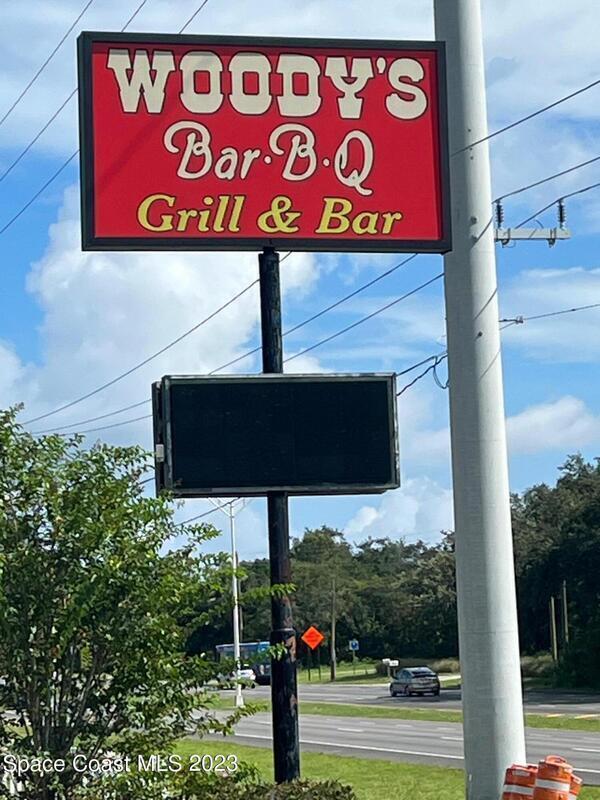 WOODY'S
Bar·B·Q
Grill & Bar
Space Coast MLS 2023